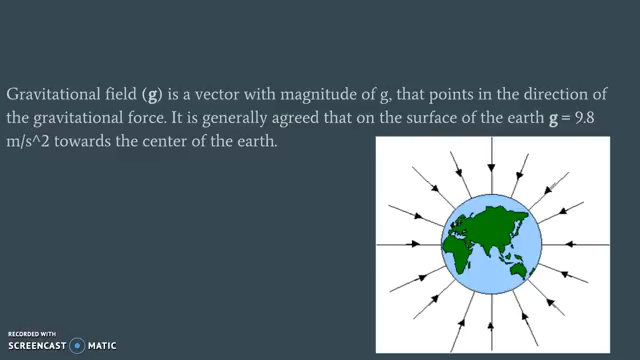 Gravitational field (g) is a vector with magnitude of g, that points in the direction of
the gravitational force. It is generally agreed that on the surface of the earth g = 9.8
m/s^2 towards the center of the earth.
RECORDED WITH
SCREENCAST MATIC